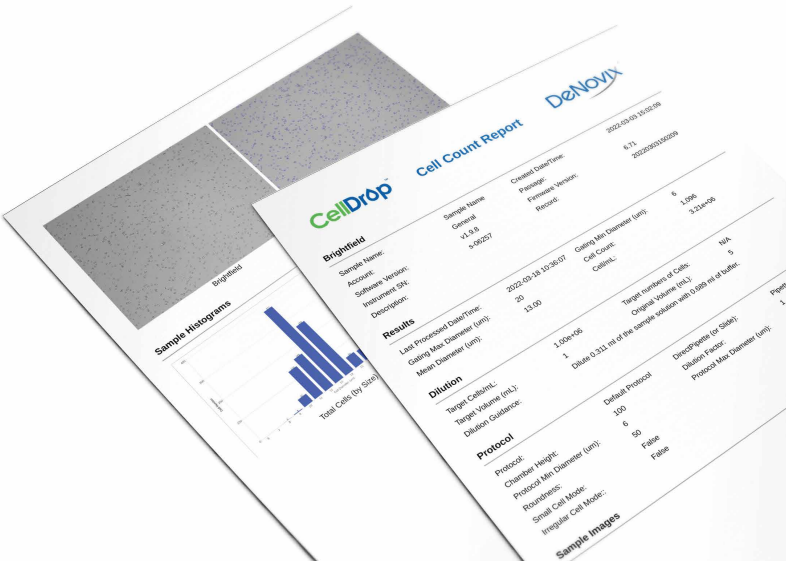 CellDrop™
Cell Count Report
DeNovix
Brightfield
Sample Name: Sample Name Created Date/Time: 2022-03-03 15:02:09
Account: General Passage:
Software Version: v1.9.8 Firmware Version: 6.71
Instrument SN: s-06257 Record: 20220303150209
Description:
Results
Last Processed Date/Time: 2022-03-18 10:36:07 Gating Min Diameter (um): 6
Gating Max Diameter (um): 20 Cell Count: 1,096
Mean Diameter (um): 13.00 Cell/mL: 3.21e+06
Dilution
Target Cells/mL: 1.00e+06 Target numbers of Cells: N/A
Target Volume (mL): 1 Original Volume (mL): 5
Dilution Guidance: Dilute 0.311 ml of the sample solution with 0.689 ml of buffer.
Protocol
Protocol: Default Protocol DirectPipette (or Slide):
Chamber Height: 100 Dilution Factor: 1
Protocol Min Diameter (um): 6 Protocol Max Diameter (um):
Roundness: 50
Small Cell Mode: False
Irregular Cell Mode:: False
Sample Images
Brightfield
Sample Histograms
Total Cells (by Size)